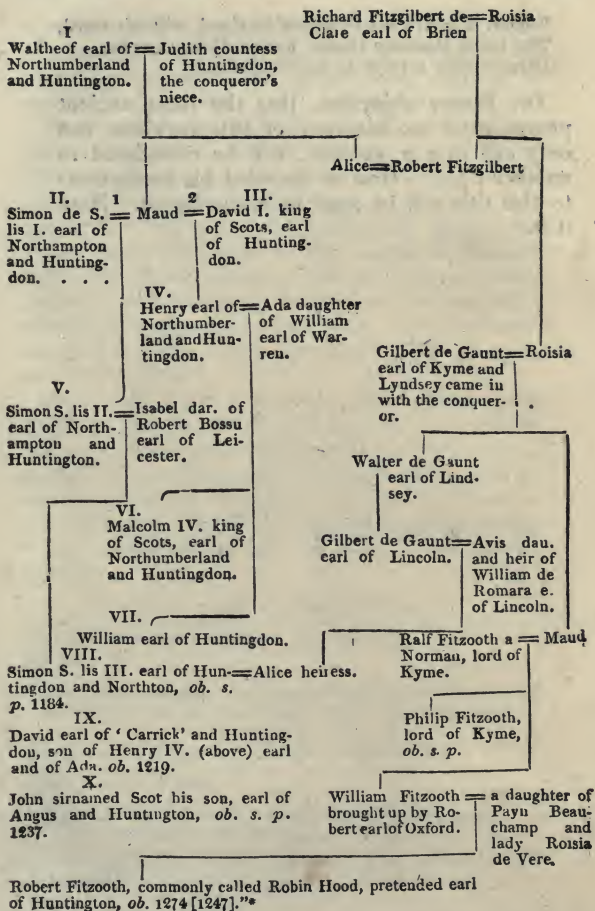 Richard Fitzgilbert de══Roisia
Clare earl of Brien
I
Waltheof earl of══Judith countess
Northumberland of Huntingdon,
and Huntington. the conqueror's
niece.
Alice══Robert Fitzgilbert
II. 1 2 III.
Simon de S. ══ Maud ══David I. king
lis I. earl of of Scots, earl
Northampton of Hunting-
and Hunting- don.
don. . . .
IV.
Henry earl of══Ada daughter
Northumber- of William
land and Hun- earl of War-
tingdon. ren.
Gilbert de Gaunt══Roisia
earl of Kyme and
Lyndsey came in
with the conquer-
or.
V.
Simon S. lis II.══Isabel dar. of
earl of North- Robert Bossu
ampton and earl of Lei-
Huntington. cester.
Walter de Gaunt
earl of Lind-
sey.
VI.
Malcolm IV. king
of Scots, earl of
Northumberland
and Huntingdon.
Gilbert de Gaunt══Avis dau.
earl of Lincoln. and heir of
William de
Romara e.
of Lincoln.
VII.
William earl of Huntingdon.
Ralf Fitzooth a ══ Maud
Norman, lord of
Kyme.
VIII.
Simon S. lis III. earl of Hun-══Alice heiress.
tingdon and Northton, ob. s.
p. 1184.
Philip Fitzooth,
lord of Kyme,
ob. s. p.
IX.
David earl of ' Carrick' and Hunting-
don, son of Henry IV. (above) earl
and of Ada. ob. 1219.
X.
John sirnamed Scot his son, earl of
Angus and Huntington, ob. s. p.
1237.
William Fitzooth ══ a daughter of
brought up by Ro- Payn Beau-
bert earl of Oxford. champ and
lady Roisia
de Vere.
Robert Fitzooth, commonly called Robin Hood, pretended earl
of Huntington, ob. 1274 [1247]."*